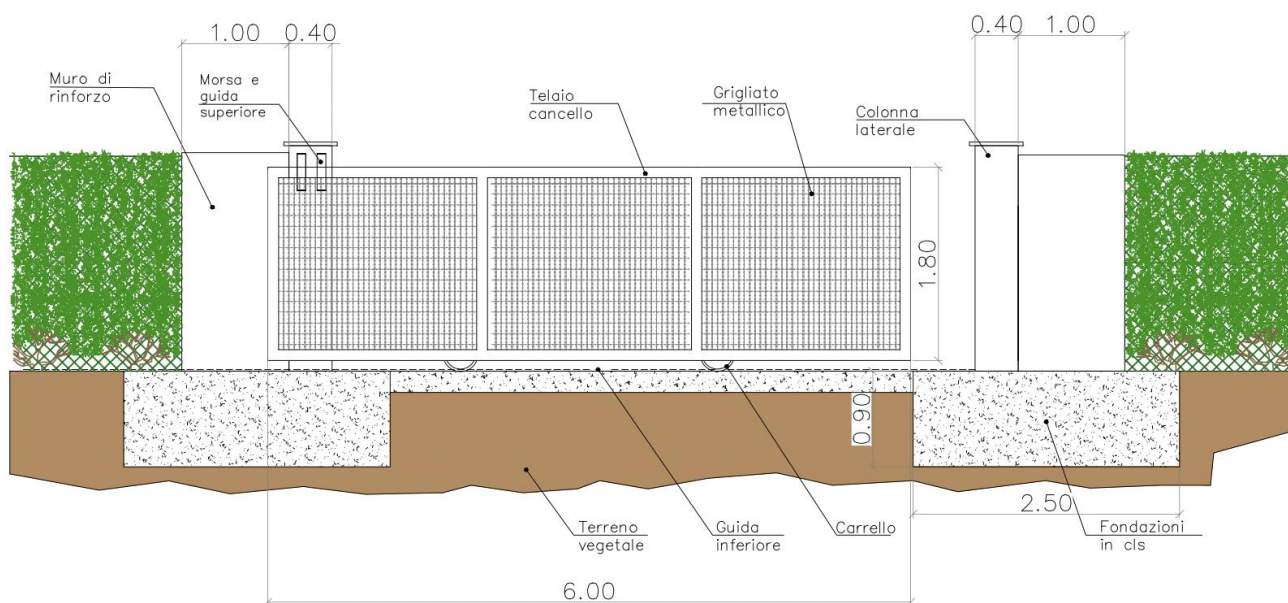 1.00
0.40
0.40
1.00
Muro di
rinforzo
Morsa e
guida
superiore
Telaio
cancello
Grigliato
metallico
Colonna
laterale
1.80
0.90
2.50
Terreno
vegetale
Guida
inferiore
Carrello
Fondazioni
in cls
6.00